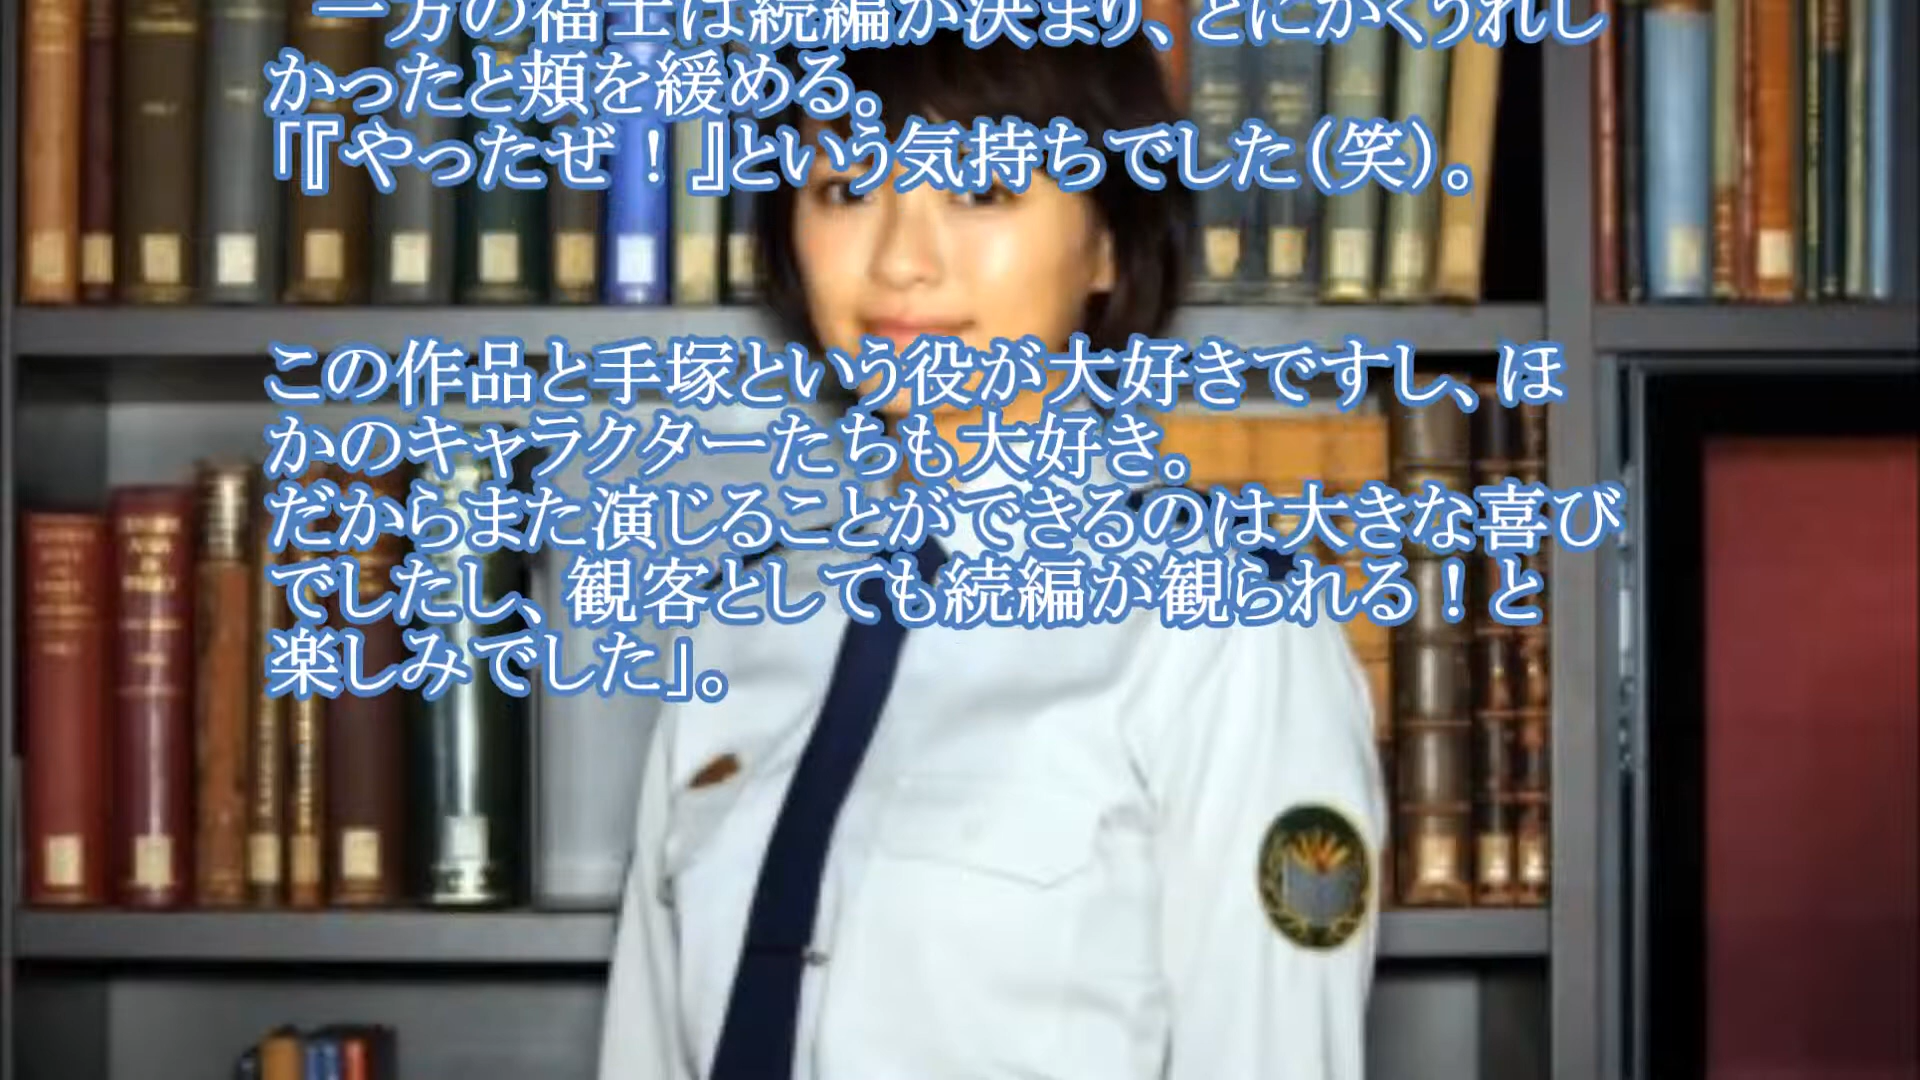 一方の福士は続編が決まり、とにかくうれし
かったと頬を緩める。
「『やったぜ！』という気持ちでした（笑）。
この作品と手塚という役が大好きですし、ほ
かのキャラクターたちも大好き。
だからまた演じることができるのは大きな喜び
でしたし、観客としても続編が観られる！と
楽しみでした」。